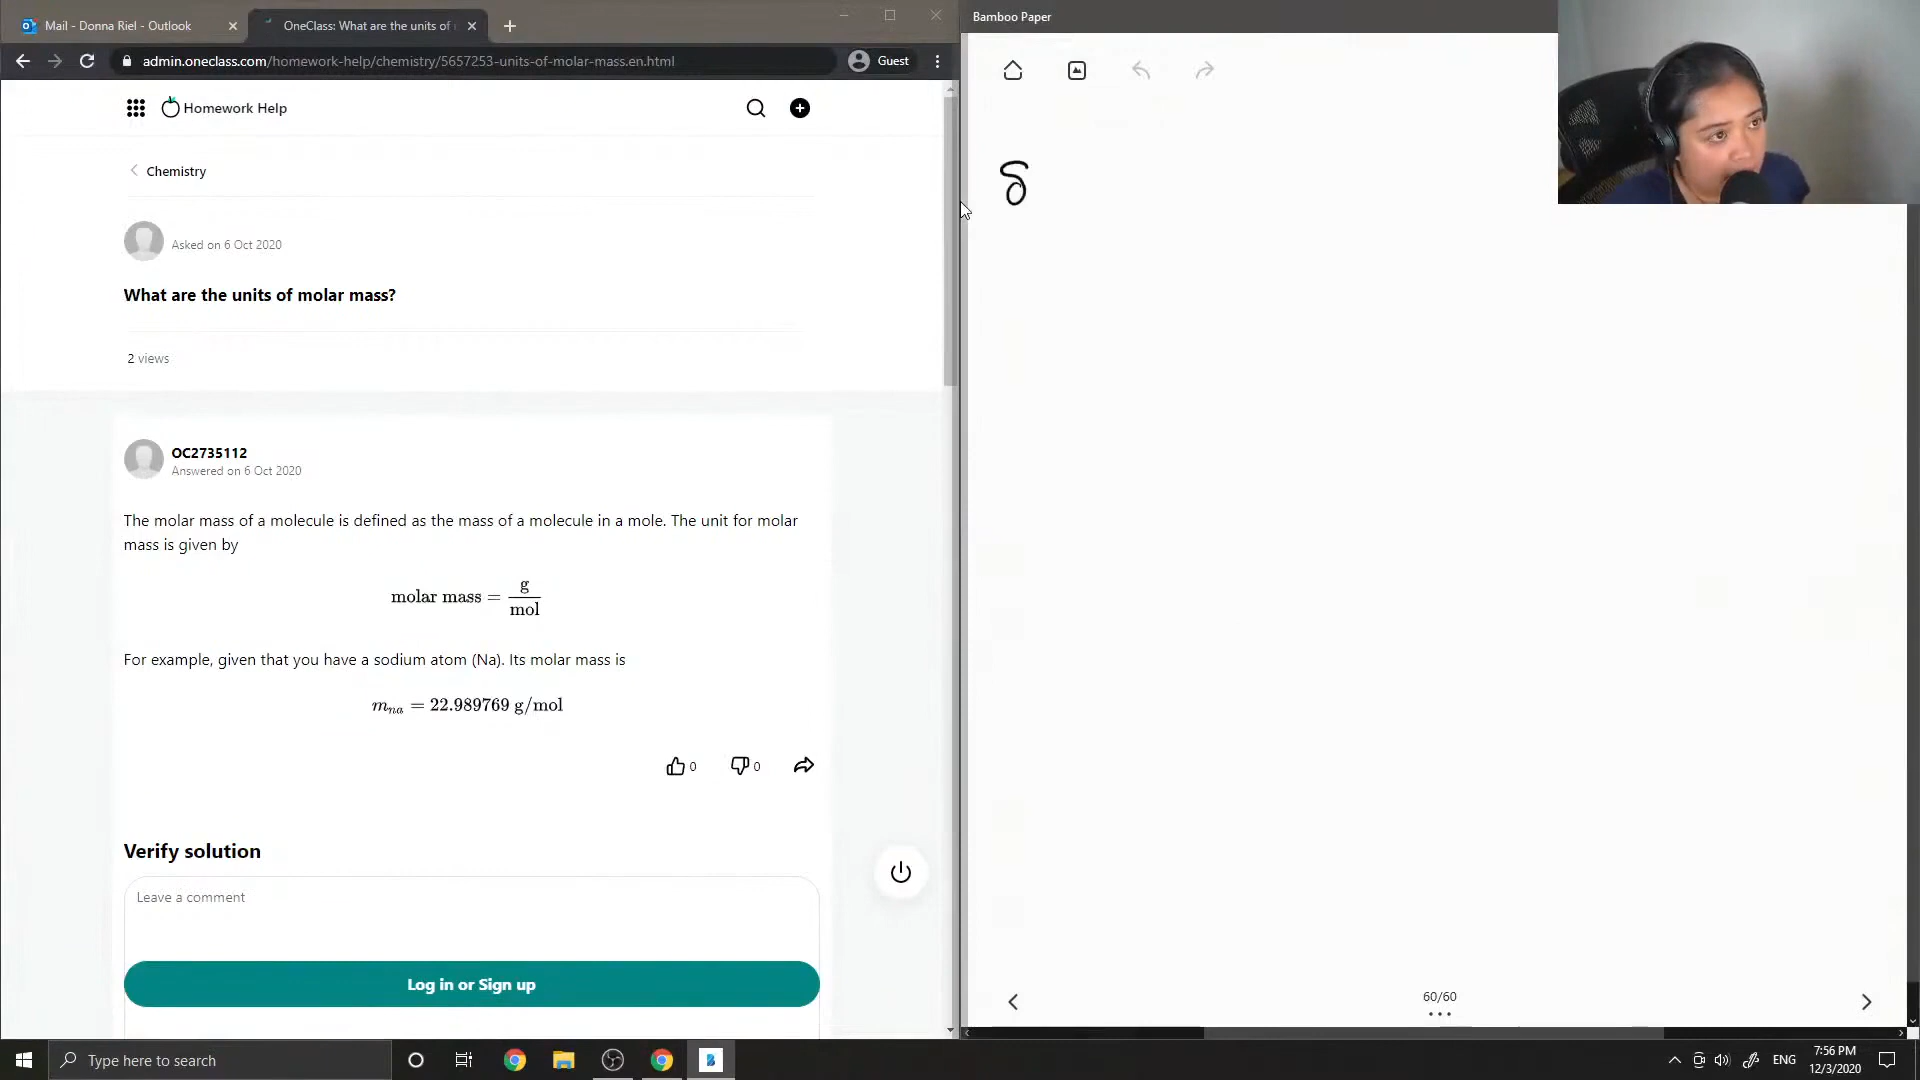 Mail - Donna Riel - Outlook
OneClass: What are the units of
Bamboo Paper
admin.oneclass.com/homework-help/chemistry/5657253-units-of-molar-mass.en.html
Guest
Homework Help
Chemistry
Asked on 6 Oct 2020
What are the units of molar mass?
2 views
OC2735112
Answered on 6 Oct 2020
The molar mass of a molecule is defined as the mass of a molecule in a mole. The unit for molar
mass is given by
molar mass = g/mol
For example, given that you have a sodium atom (Na). Its molar mass is
m_na = 22.989769 g/mol
0
0
Verify solution
Leave a comment
Log in or Sign up
60/60
Type here to search
ENG
7:56 PM
12/3/2020